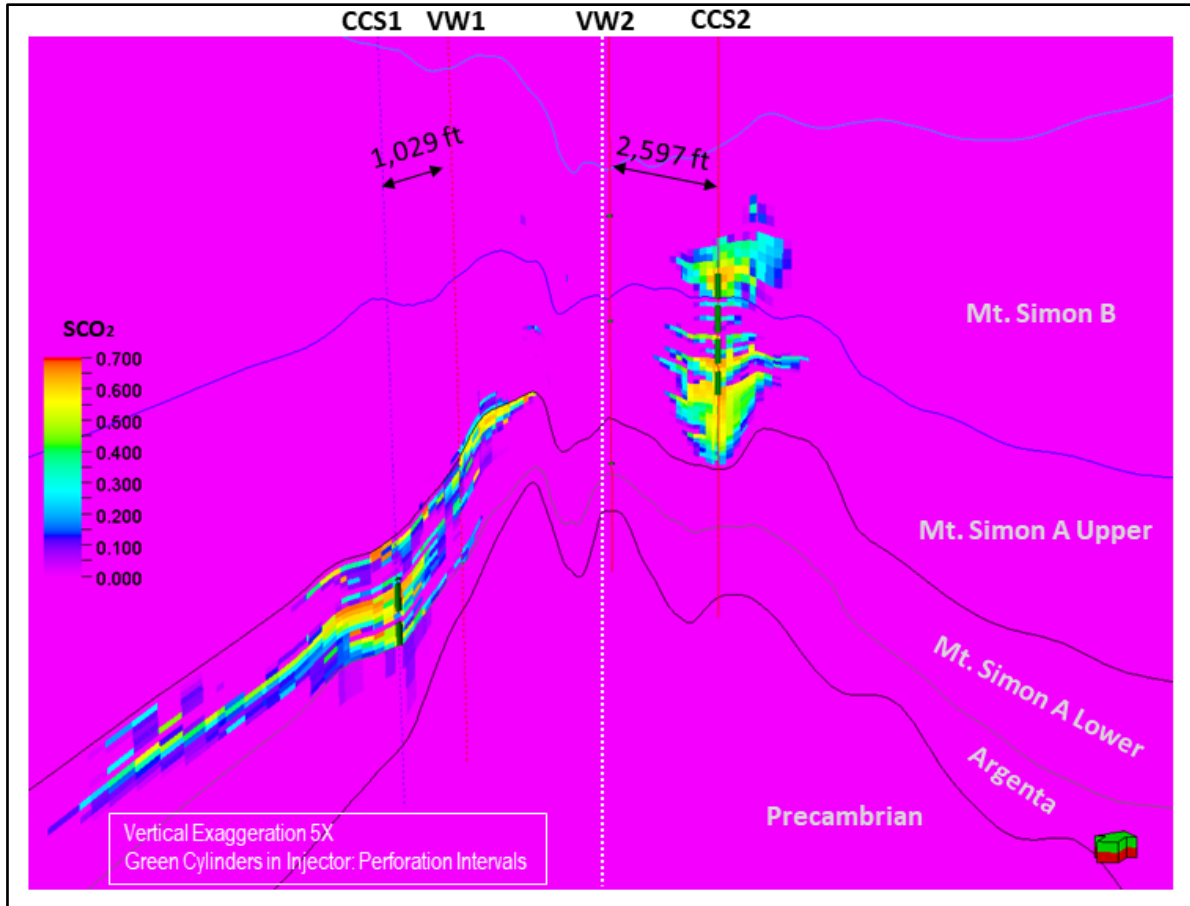 CCS1 VW1 VW2 CCS2
1,029 ft
2,597 ft
Mt. Simon B
SCO2
0.700
0.600
0.500
0.400
0.300
0.200
0.100
0.000
Mt. Simon A Upper
Mt. Simon A Lower
Argenta
Precambrian
Vertical Exaggeration 5X
Green Cylinders in Injector: Perforation Intervals